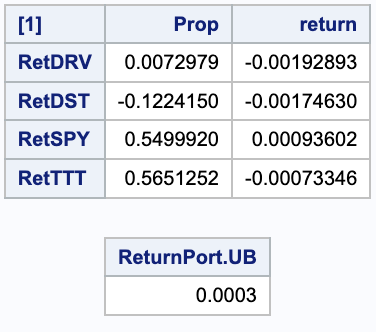 [1] Prop return
RetDRV 0.0072979 -0.00192893
RetDST -0.1224150 -0.00174630
RetSPY 0.5499920 0.00093602
RetTTT 0.5651252 -0.00073346
ReturnPort.UB
0.0003